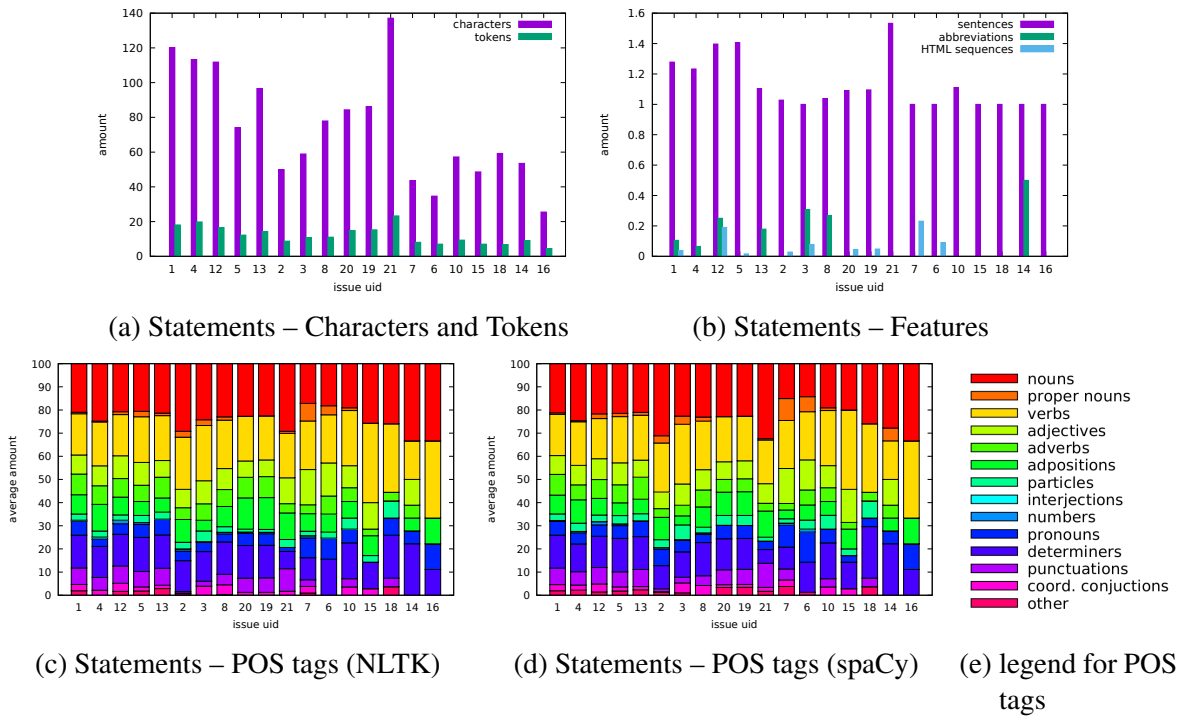 140
120
100
80
60
40
20
0
amount
characters
tokens
1 4 12 5 13 2 3 8 20 19 21 7 6 10 15 18 14 16
issue uid
1.6
1.4
1.2
1
0.8
0.6
0.4
0.2
0
amount
sentences
abbreviations
HTML sequences
1 4 12 5 13 2 3 8 20 19 21 7 6 10 15 18 14 16
issue uid
(a) Statements – Characters and Tokens
(b) Statements – Features
100
90
80
70
60
50
40
30
20
10
0
average amount
1 4 12 5 13 2 3 8 20 19 21 7 6 10 15 18 14 16
issue uid
100
90
80
70
60
50
40
30
20
10
0
average amount
1 4 12 5 13 2 3 8 20 19 21 7 6 10 15 18 14 16
issue uid
nouns
proper nouns
verbs
adjectives
adverbs
adpositions
particles
interjections
numbers
pronouns
determiners
punctuations
coord. conjuctions
other
(c) Statements – POS tags (NLTK)
(d) Statements – POS tags (spaCy)
(e) legend for POS
tags